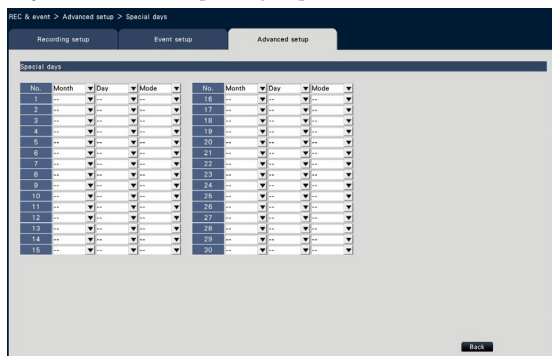 REC & event > Advanced setup > Special days
Recording setup Event setup Advanced setup
Special days
No. Month Day Mode No. Month Day Mode
1 -- -- -- 16 -- -- --
2 -- -- -- 17 -- -- --
3 -- -- -- 18 -- -- --
4 -- -- -- 19 -- -- --
5 -- -- -- 20 -- -- --
6 -- -- -- 21 -- -- --
7 -- -- -- 22 -- -- --
8 -- -- -- 23 -- -- --
9 -- -- -- 24 -- -- --
10 -- -- -- 25 -- -- --
11 -- -- -- 26 -- -- --
12 -- -- -- 27 -- -- --
13 -- -- -- 28 -- -- --
14 -- -- -- 29 -- -- --
15 -- -- -- 30 -- -- --
Back